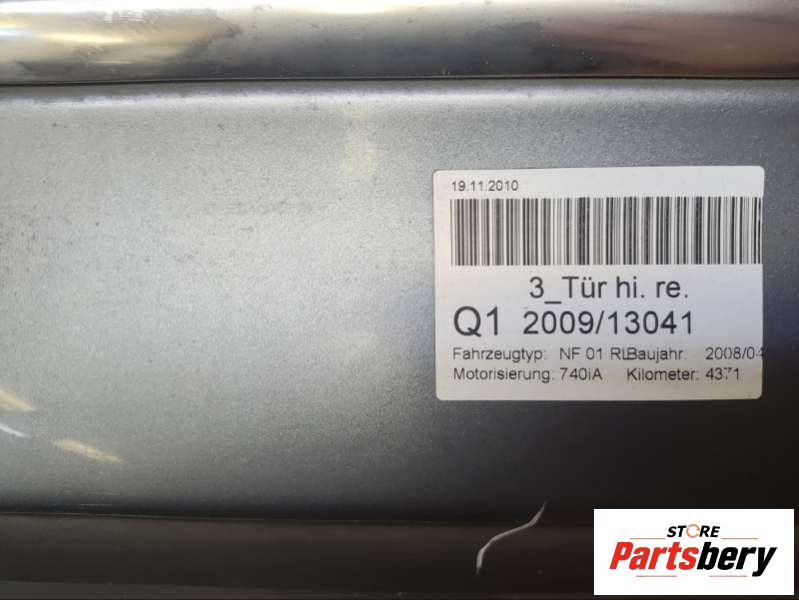 19.11.2010
3_Tür hi. re.
Q1 2009/13041
Fahrzeugtyp: NF 01 RL Baujahr: 2008/04
Motorisierung: 740iA Kilometer: 4371
STORE
Partsbery